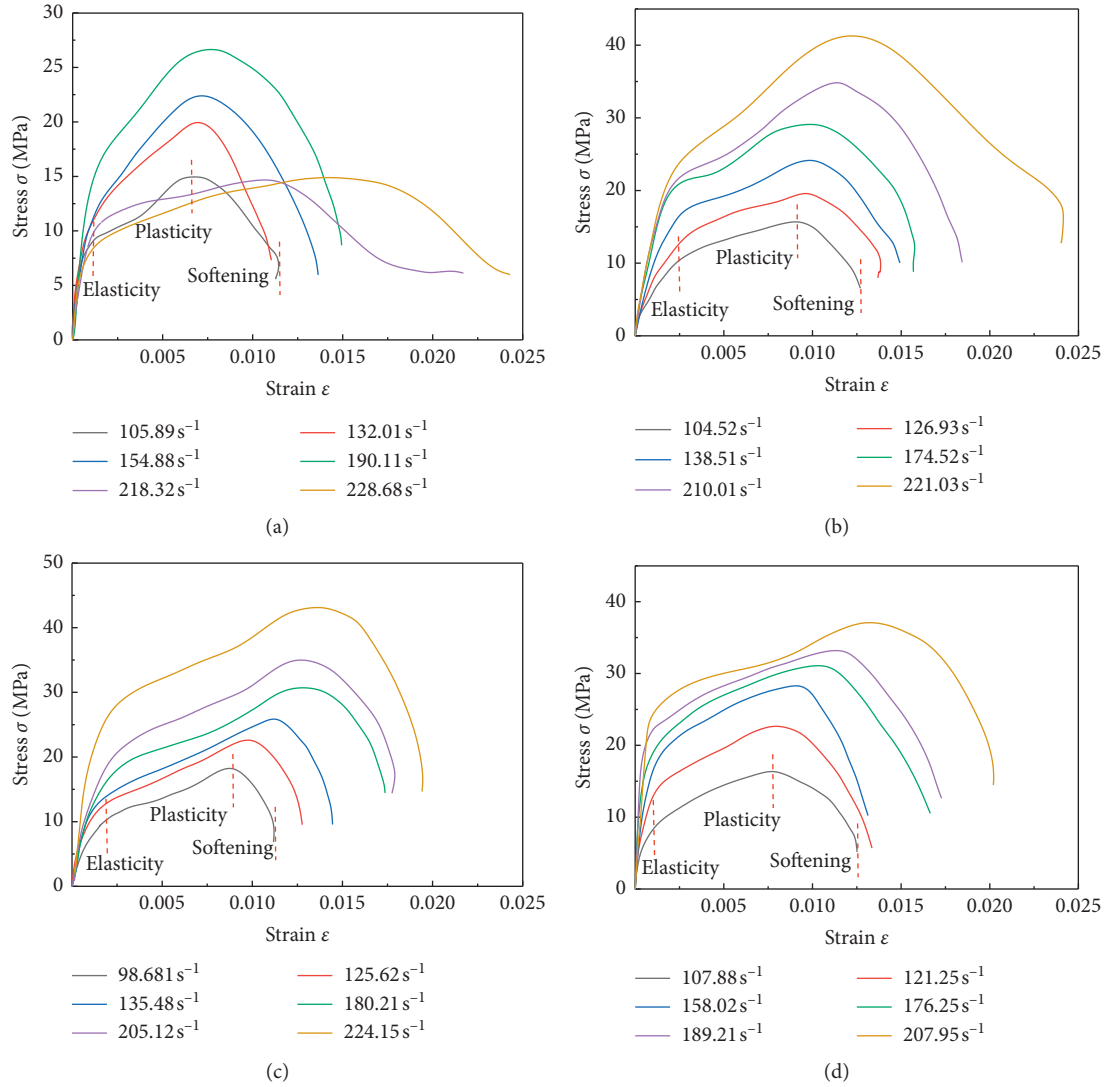 30
25
20
15
10
5
0
Stress σ (MPa)
Plasticity
Softening
Elasticity
0.005 0.010 0.015 0.020 0.025
Strain ε
105.89 s⁻¹ 132.01 s⁻¹
154.88 s⁻¹ 190.11 s⁻¹
218.32 s⁻¹ 228.68 s⁻¹
(a)
40
30
20
10
0
Stress σ (MPa)
Plasticity
Elasticity
Softening
0.005 0.010 0.015 0.020 0.025
Strain ε
104.52 s⁻¹ 126.93 s⁻¹
138.51 s⁻¹ 174.52 s⁻¹
210.01 s⁻¹ 221.03 s⁻¹
(b)
50
40
30
20
10
0
Stress σ (MPa)
Plasticity
Softening
Elasticity
0.005 0.010 0.015 0.020 0.025
Strain ε
98.681 s⁻¹ 125.62 s⁻¹
135.48 s⁻¹ 180.21 s⁻¹
205.12 s⁻¹ 224.15 s⁻¹
(c)
40
30
20
10
0
Stress σ (MPa)
Plasticity
Softening
Elasticity
0.005 0.010 0.015 0.020 0.025
Strain ε
107.88 s⁻¹ 121.25 s⁻¹
158.02 s⁻¹ 176.25 s⁻¹
189.21 s⁻¹ 207.95 s⁻¹
(d)